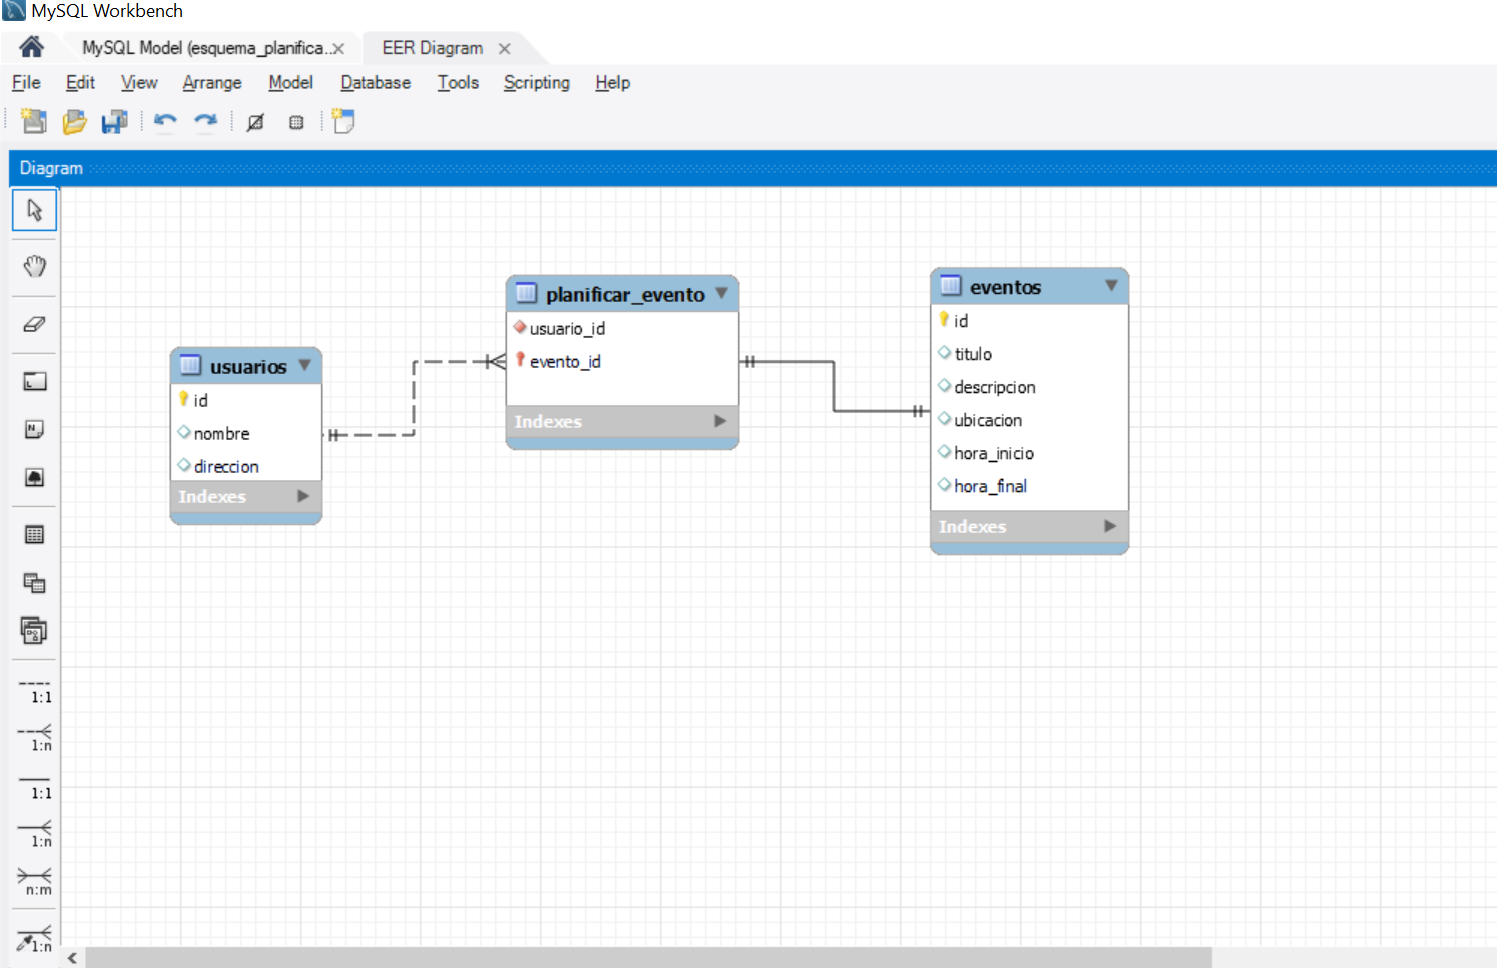 MySQL Workbench
MySQL Model (esquema_planifica..
EER Diagram
File Edit View Arrange Model Database Tools Scripting Help
Diagram
usuarios
id
nombre
direccion
Indexes
planificar_evento
usuario_id
evento_id
Indexes
eventos
id
titulo
descripcion
ubicacion
hora_inicio
hora_final
Indexes
1:1
1:n
1:1
1:n
n:m
1:n